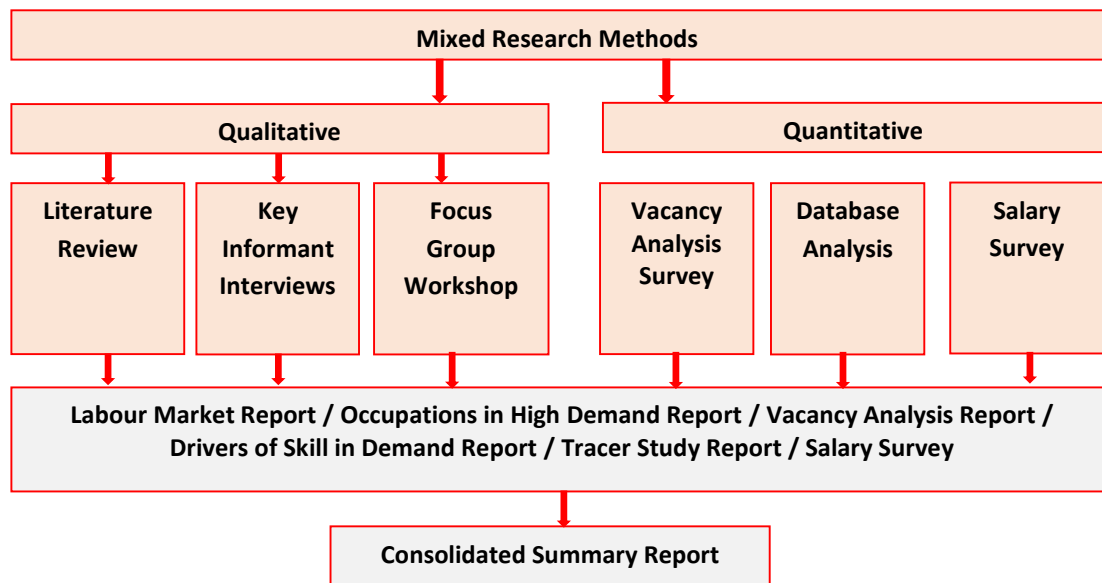 Mixed Research Methods
Qualitative
Quantitative
Literature
Review
Key
Informant
Interviews
Focus
Group
Workshop
Vacancy
Analysis
Survey
Database
Analysis
Salary
Survey
Labour Market Report / Occupations in High Demand Report / Vacancy Analysis Report /
Drivers of Skill in Demand Report / Tracer Study Report / Salary Survey
Consolidated Summary Report